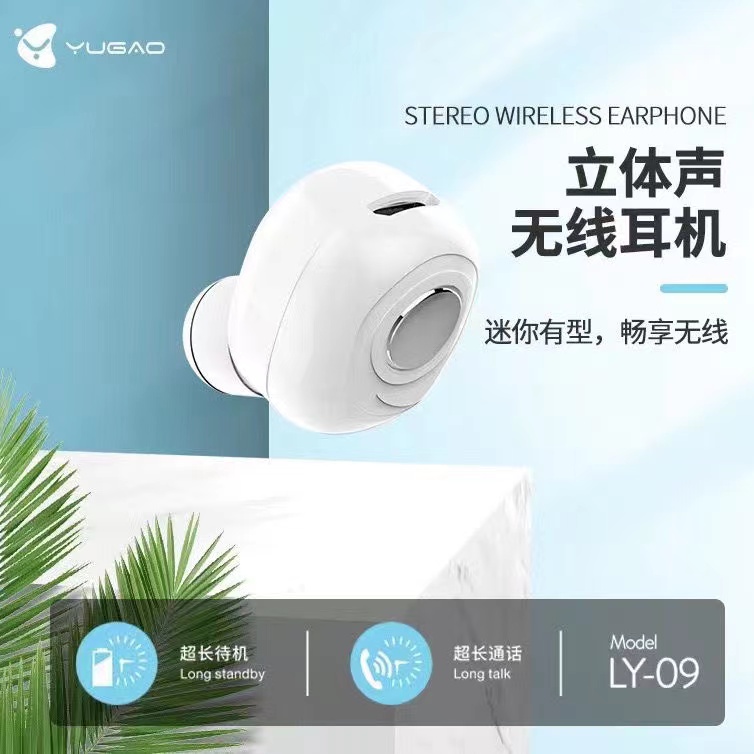 YUGAO
STEREO WIRELESS EARPHONE
立体声
无线耳机
迷你有型，畅享无线
超长待机
Long standby
超长通话
Long talk
Model
LY-09